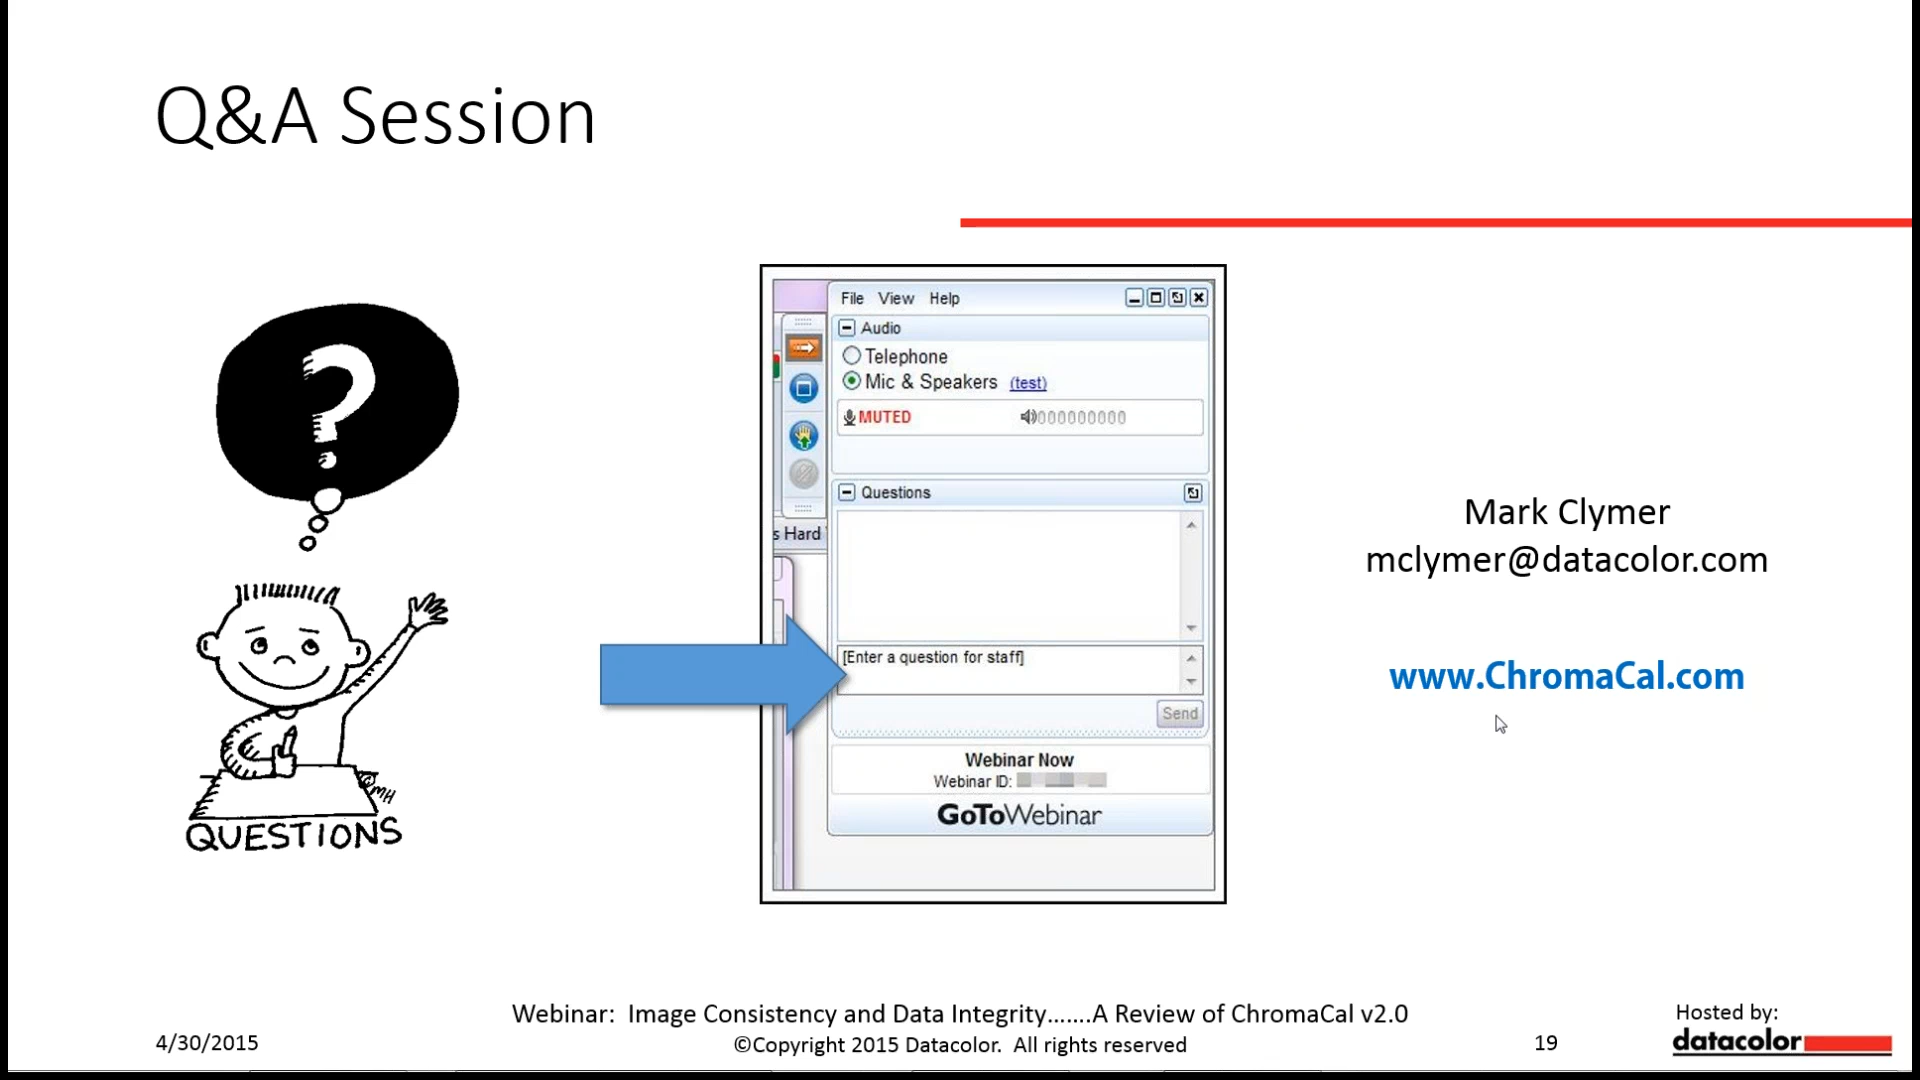 Q&A Session
?
QUESTIONS
©MH
File View Help
Audio
Telephone
Mic & Speakers (test)
MUTED
000000000
Questions
s Hard
[Enter a question for staff]
Send
Webinar Now
Webinar ID:
GoToWebinar
Mark Clymer
mclymer@datacolor.com
www.ChromaCal.com
Webinar: Image Consistency and Data Integrity.......A Review of ChromaCal v2.0
©Copyright 2015 Datacolor. All rights reserved
4/30/2015
19
Hosted by:
datacolor